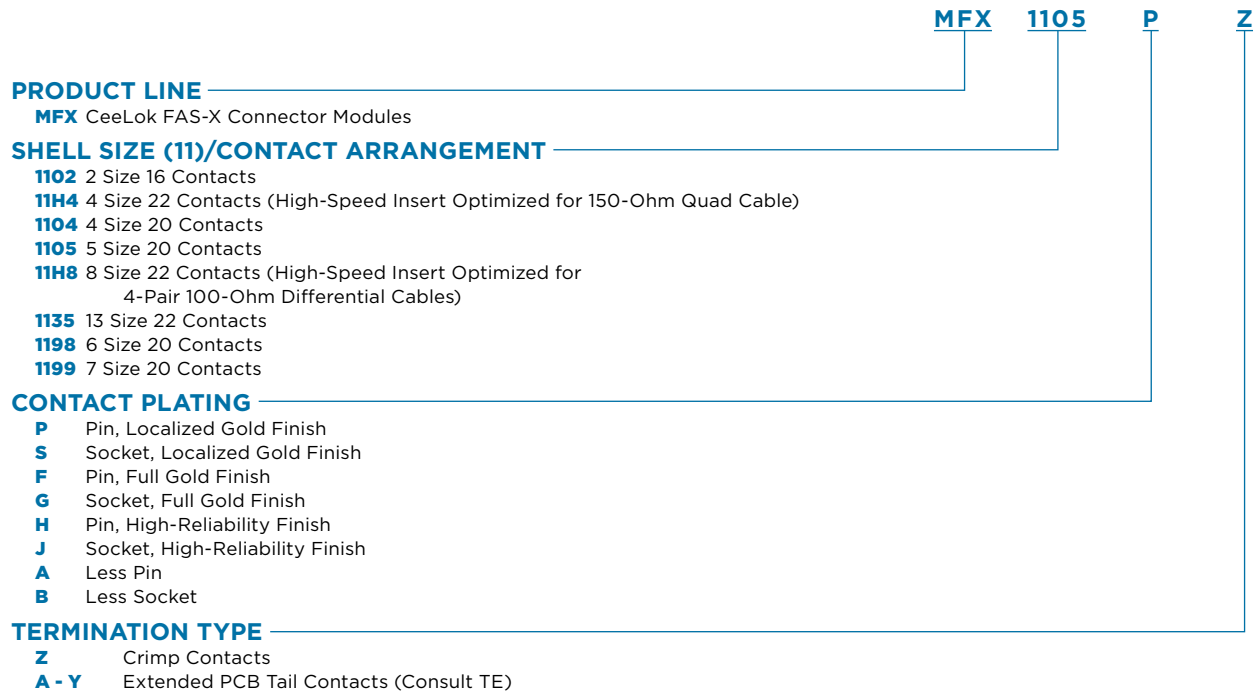 MFX 1105 P Z
PRODUCT LINE
MFX CeeLok FAS-X Connector Modules
SHELL SIZE (11)/CONTACT ARRANGEMENT
1102 2 Size 16 Contacts
11H4 4 Size 22 Contacts (High-Speed Insert Optimized for 150-Ohm Quad Cable)
1104 4 Size 20 Contacts
1105 5 Size 20 Contacts
11H8 8 Size 22 Contacts (High-Speed Insert Optimized for
4-Pair 100-Ohm Differential Cables)
1135 13 Size 22 Contacts
1198 6 Size 20 Contacts
1199 7 Size 20 Contacts
CONTACT PLATING
P Pin, Localized Gold Finish
S Socket, Localized Gold Finish
F Pin, Full Gold Finish
G Socket, Full Gold Finish
H Pin, High-Reliability Finish
J Socket, High-Reliability Finish
A Less Pin
B Less Socket
TERMINATION TYPE
Z Crimp Contacts
A - Y Extended PCB Tail Contacts (Consult TE)